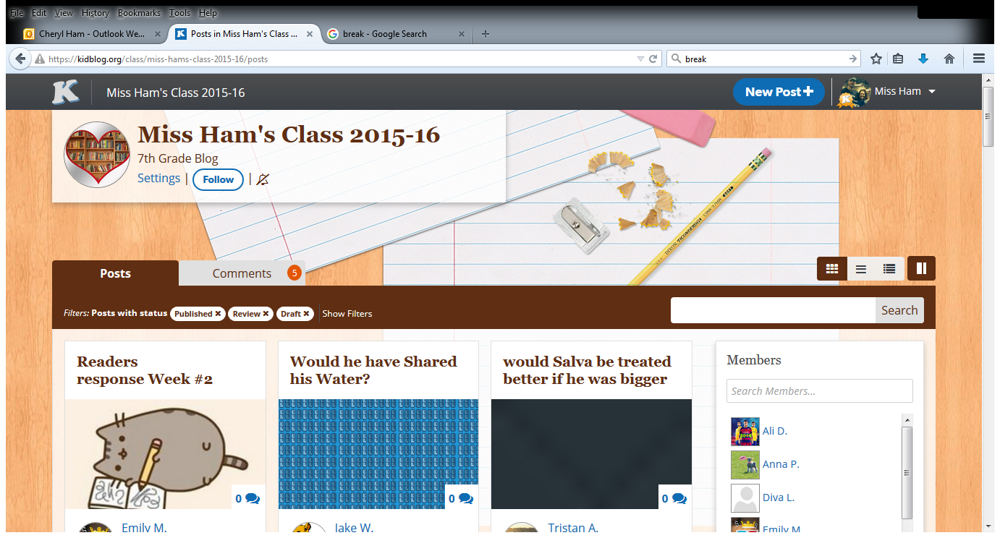 File Edit View History Bookmarks Tools Help
Cheryl Ham - Outlook We... × Posts in Miss Ham's Class ... × break - Google Search × +
https://kidblog.org/class/miss-hams-class-2015-16/posts break
K Miss Ham's Class 2015-16 New Post+ Miss Ham
Miss Ham's Class 2015-16
7th Grade Blog
Settings | Follow |
DIXON TICONDEROGA
Posts Comments 5
Filters: Posts with status Published × Review × Draft × Show Filters Search
Readers
response Week #2
Would he have Shared
his Water?
would Salva be treated
better if he was bigger
0
0
0
Emily M.
Jake W.
Tristan A.
Members
Search Members...
Ali D.
Anna P.
Diva L.
Emily M.